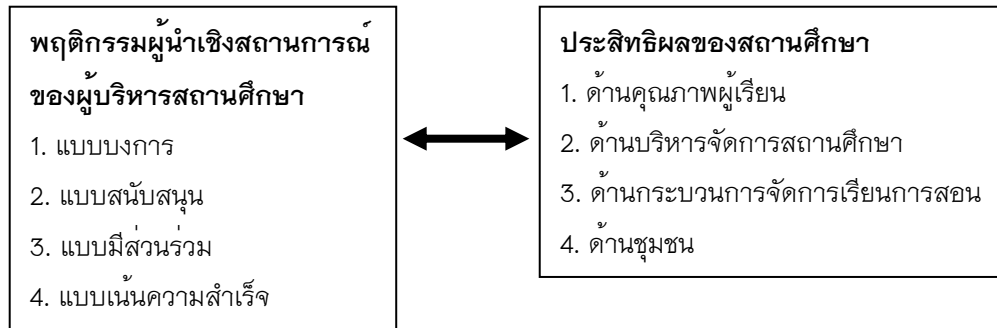 พฤติกรรมผู้นำเชิงสถานการณ์
ของผู้บริหารสถานศึกษา
1. แบบบงการ
2. แบบสนับสนุน
3. แบบมีส่วนร่วม
4. แบบเน้นความสำเร็จ
ประสิทธิผลของสถานศึกษา
1. ด้านคุณภาพผู้เรียน
2. ด้านบริหารจัดการสถานศึกษา
3. ด้านกระบวนการจัดการเรียนการสอน
4. ด้านชุมชน